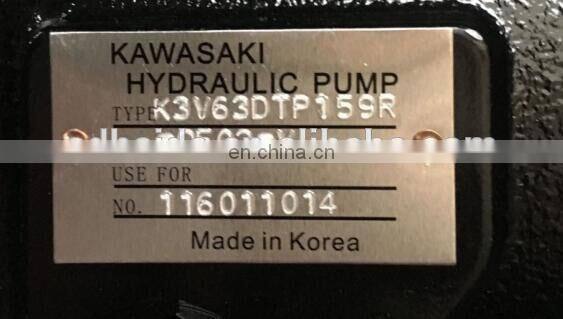 KAWASAKI
HYDRAULIC PUMP
TYPE K3V63DTP159R
en.china.cn
USE FOR
NO. 116011014
Made in Korea